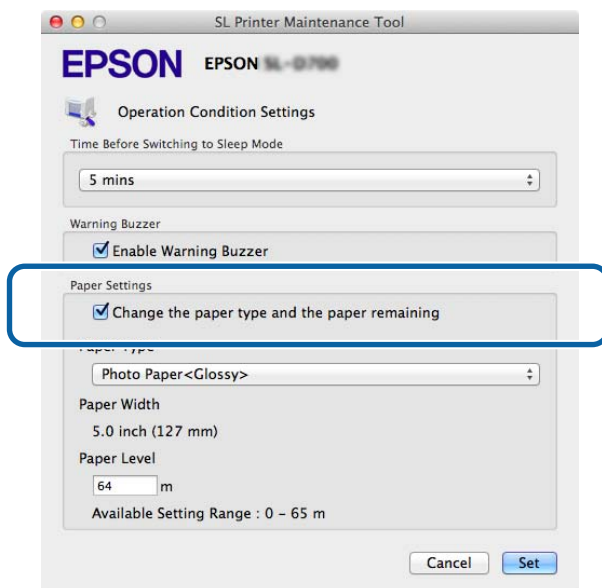 SL Printer Maintenance Tool
EPSON EPSON
Operation Condition Settings
Time Before Switching to Sleep Mode
5 mins
Warning Buzzer
Enable Warning Buzzer
Paper Settings
Change the paper type and the paper remaining
Paper Type
Photo Paper<Glossy>
Paper Width
5.0 inch (127 mm)
Paper Level
64 m
Available Setting Range : 0 – 65 m
Cancel Set